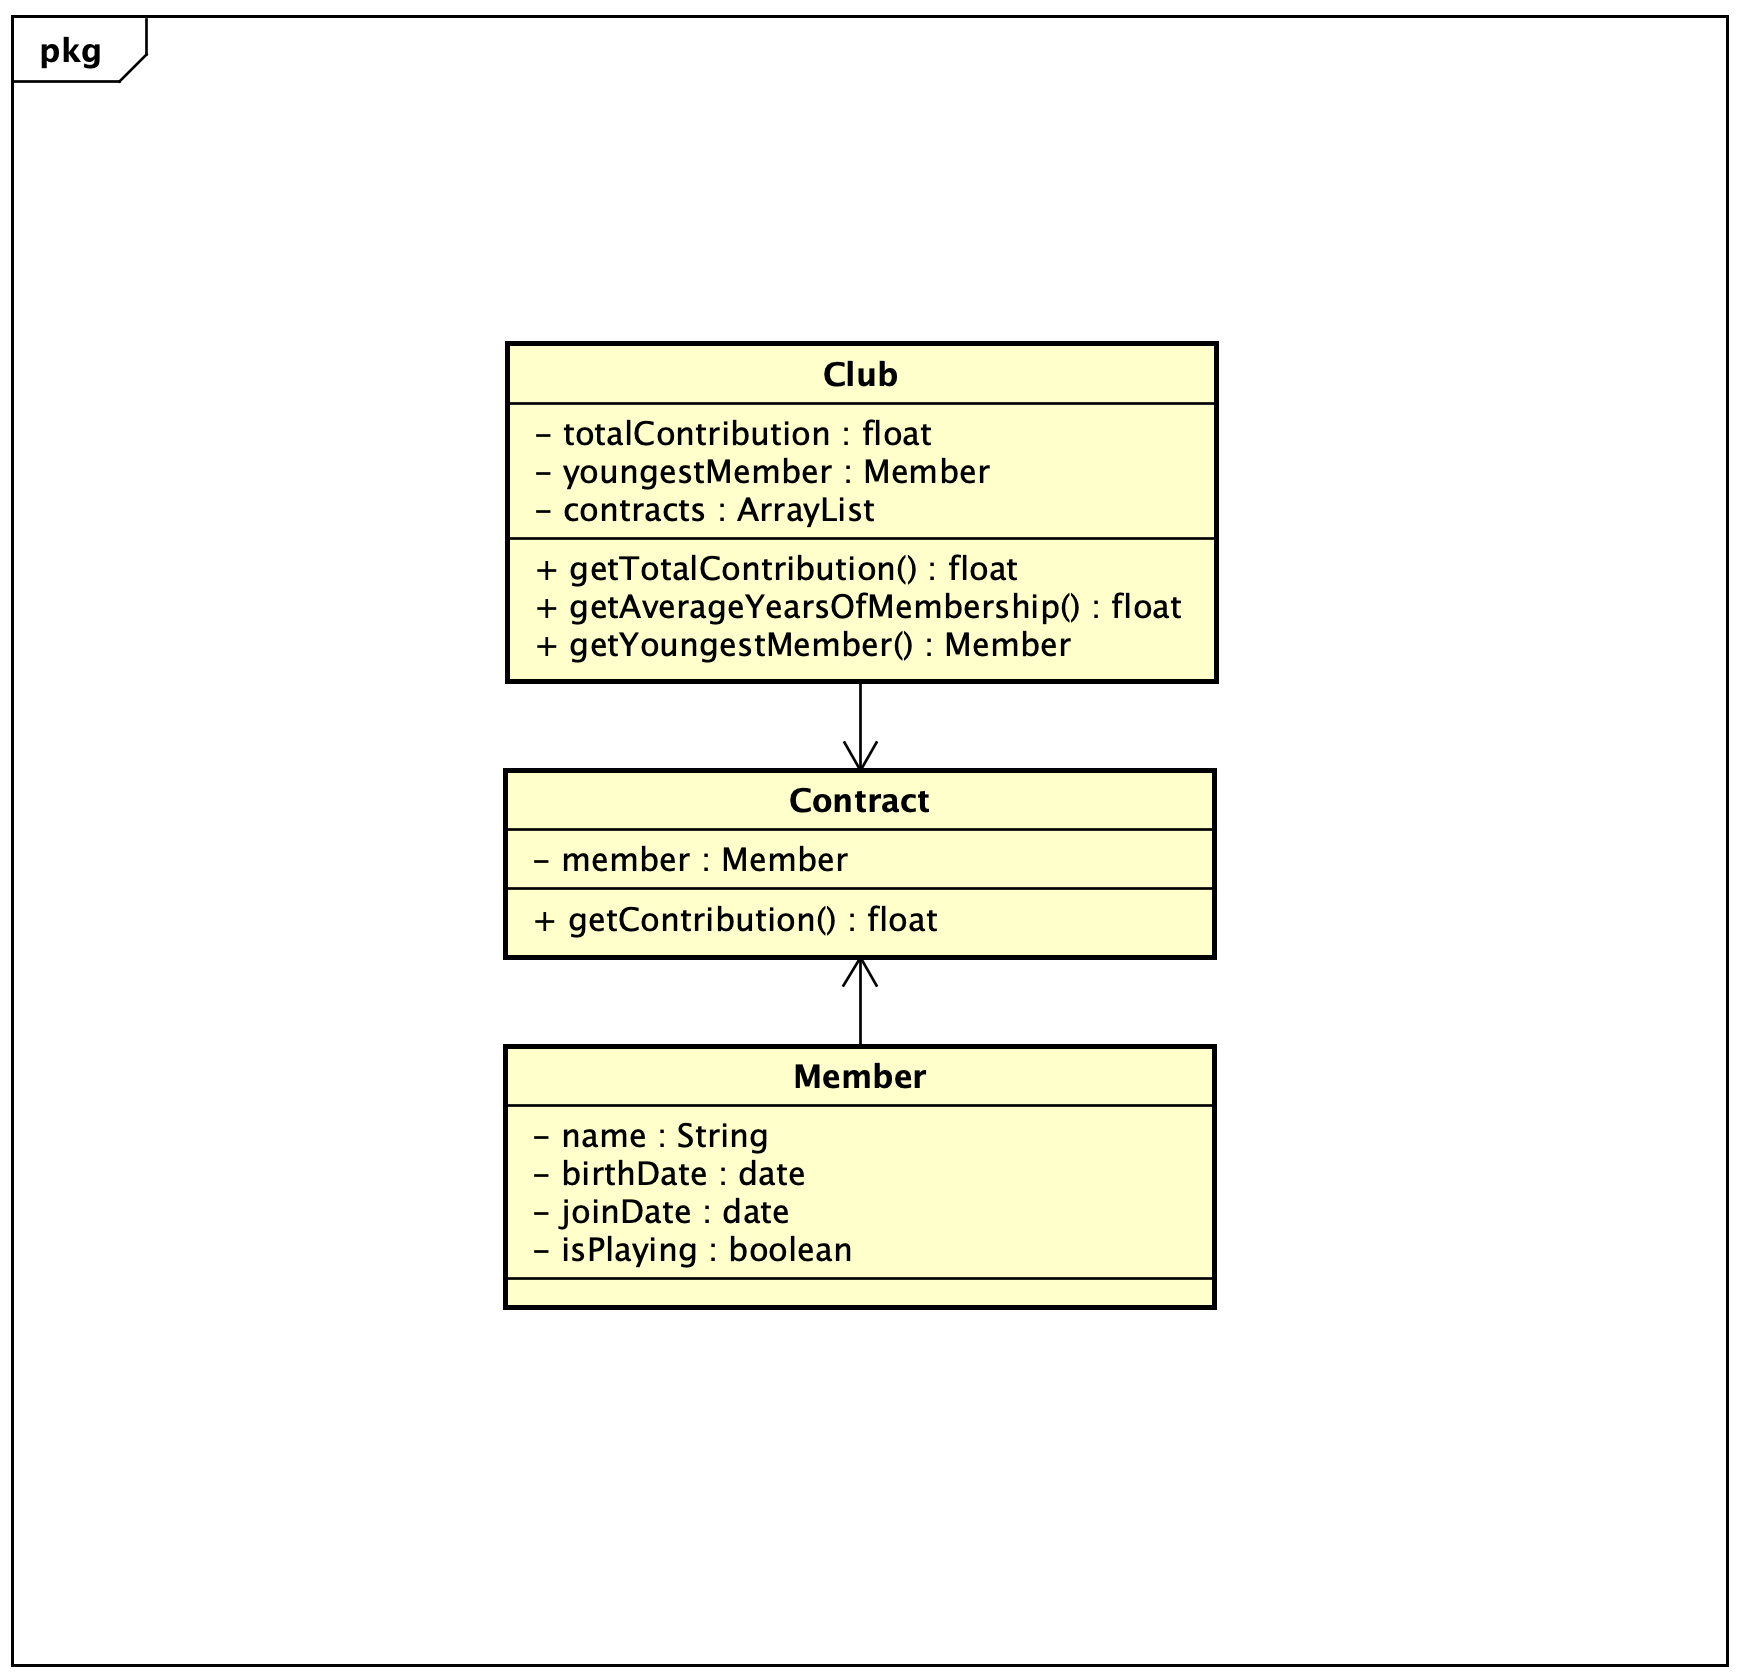 pkg
Club
- totalContribution : float
- youngestMember : Member
- contracts : ArrayList
+ getTotalContribution() : float
+ getAverageYearsOfMembership() : float
+ getYoungestMember() : Member
Contract
- member : Member
+ getContribution() : float
Member
- name : String
- birthDate : date
- joinDate : date
- isPlaying : boolean